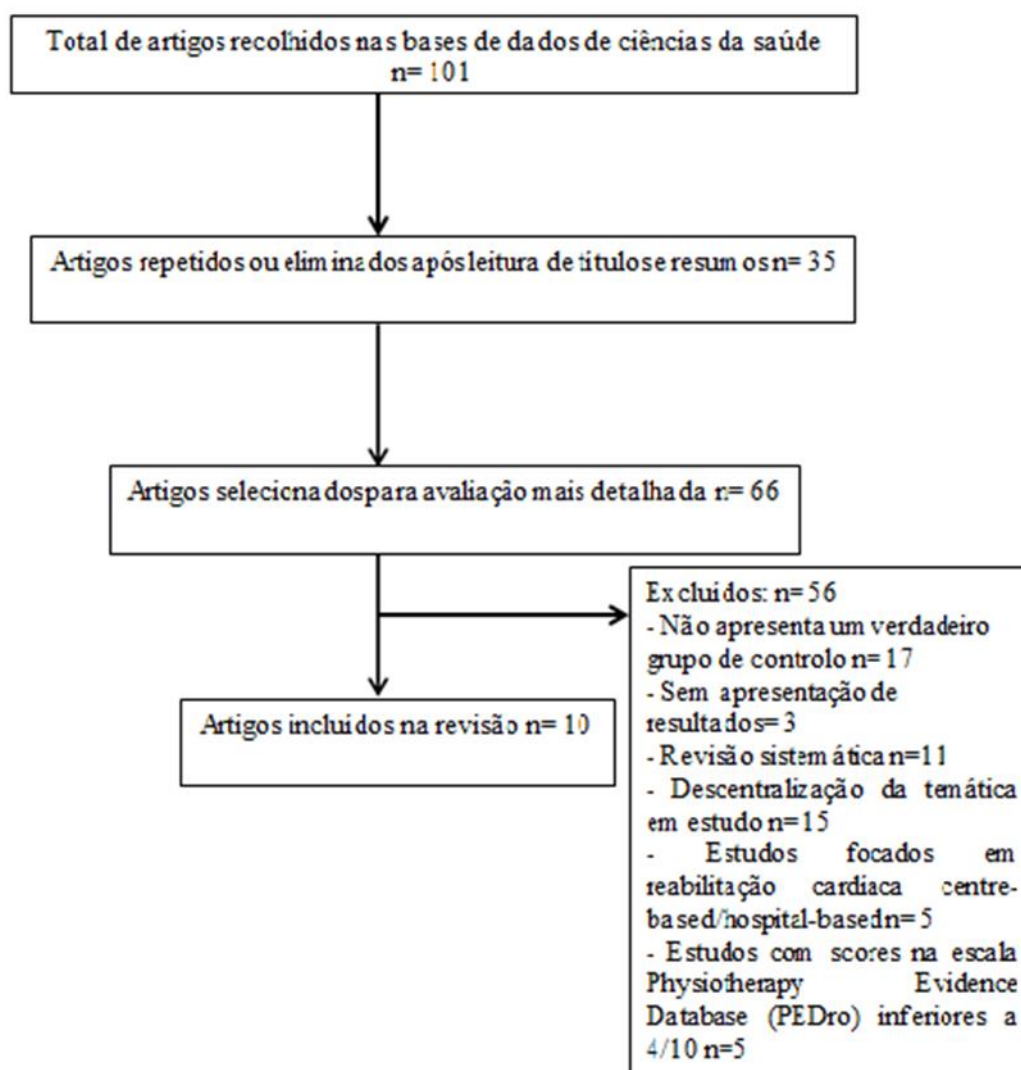 Total de artigos recolhidos nas bases de dados de ciências da saúde
n= 101
Artigos repetidos ou eliminados após leitura de títulos e resumos n= 35
Artigos selecionados para avaliação mais detalhada n= 66
Excluídos: n=56
- Não apresenta um verdadeiro
grupo de controlo n= 17
- Sem apresentação de
resultados= 3
- Revisão sistemática n=11
- Descentralização da temática
em estudo n=15
- Estudos focados em
reabilitação cardíaca centre-
based/hospital-based n= 5
- Estudos com scores na escala
Physiotherapy Evidence
Database (PEDro) inferiores a
4/10 n=5
Artigos incluídos na revisão n= 10